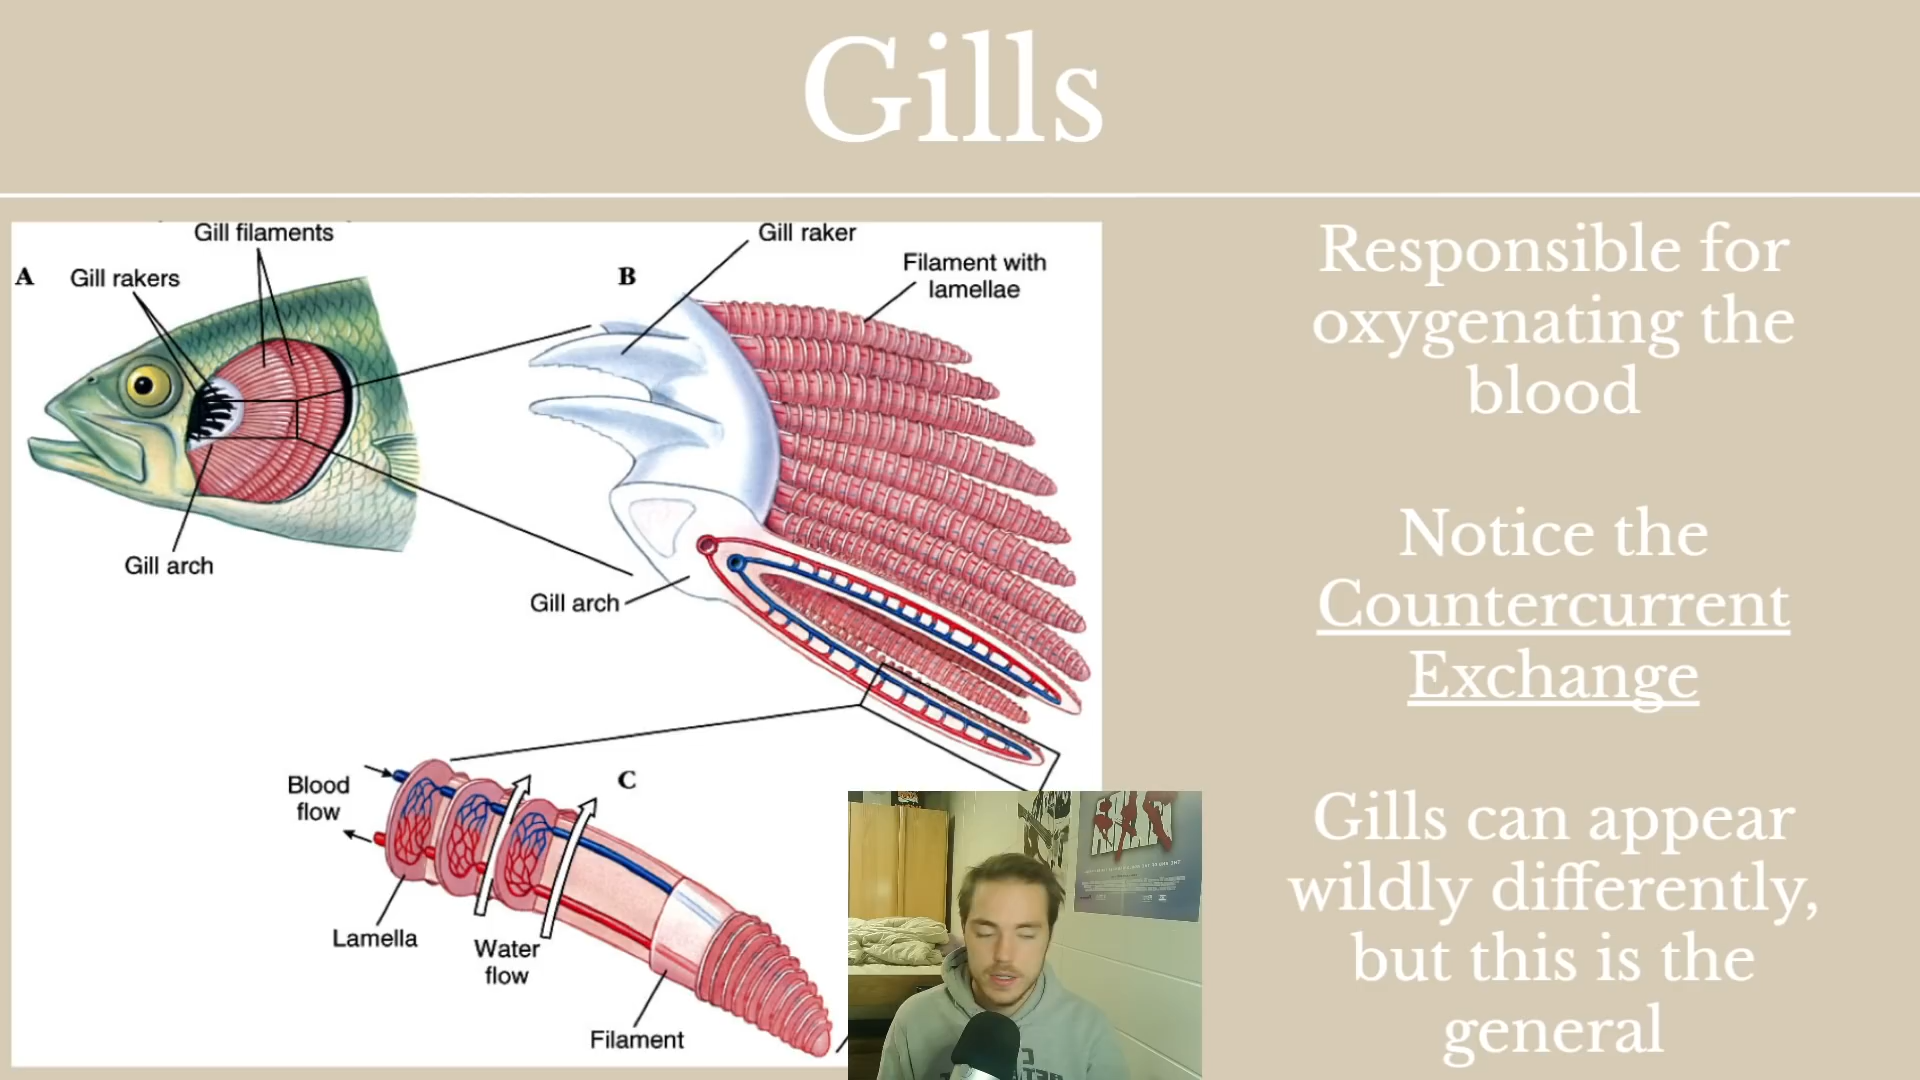 Gills
Gill filaments
A
Gill rakers
Gill arch
Gill raker
B
Filament with
lamellae
Gill arch
C
Blood
flow
Lamella
Water
flow
Filament
Responsible for
oxygenating the
blood
Notice the
Countercurrent
Exchange
Gills can appear
wildly differently,
but this is the
general